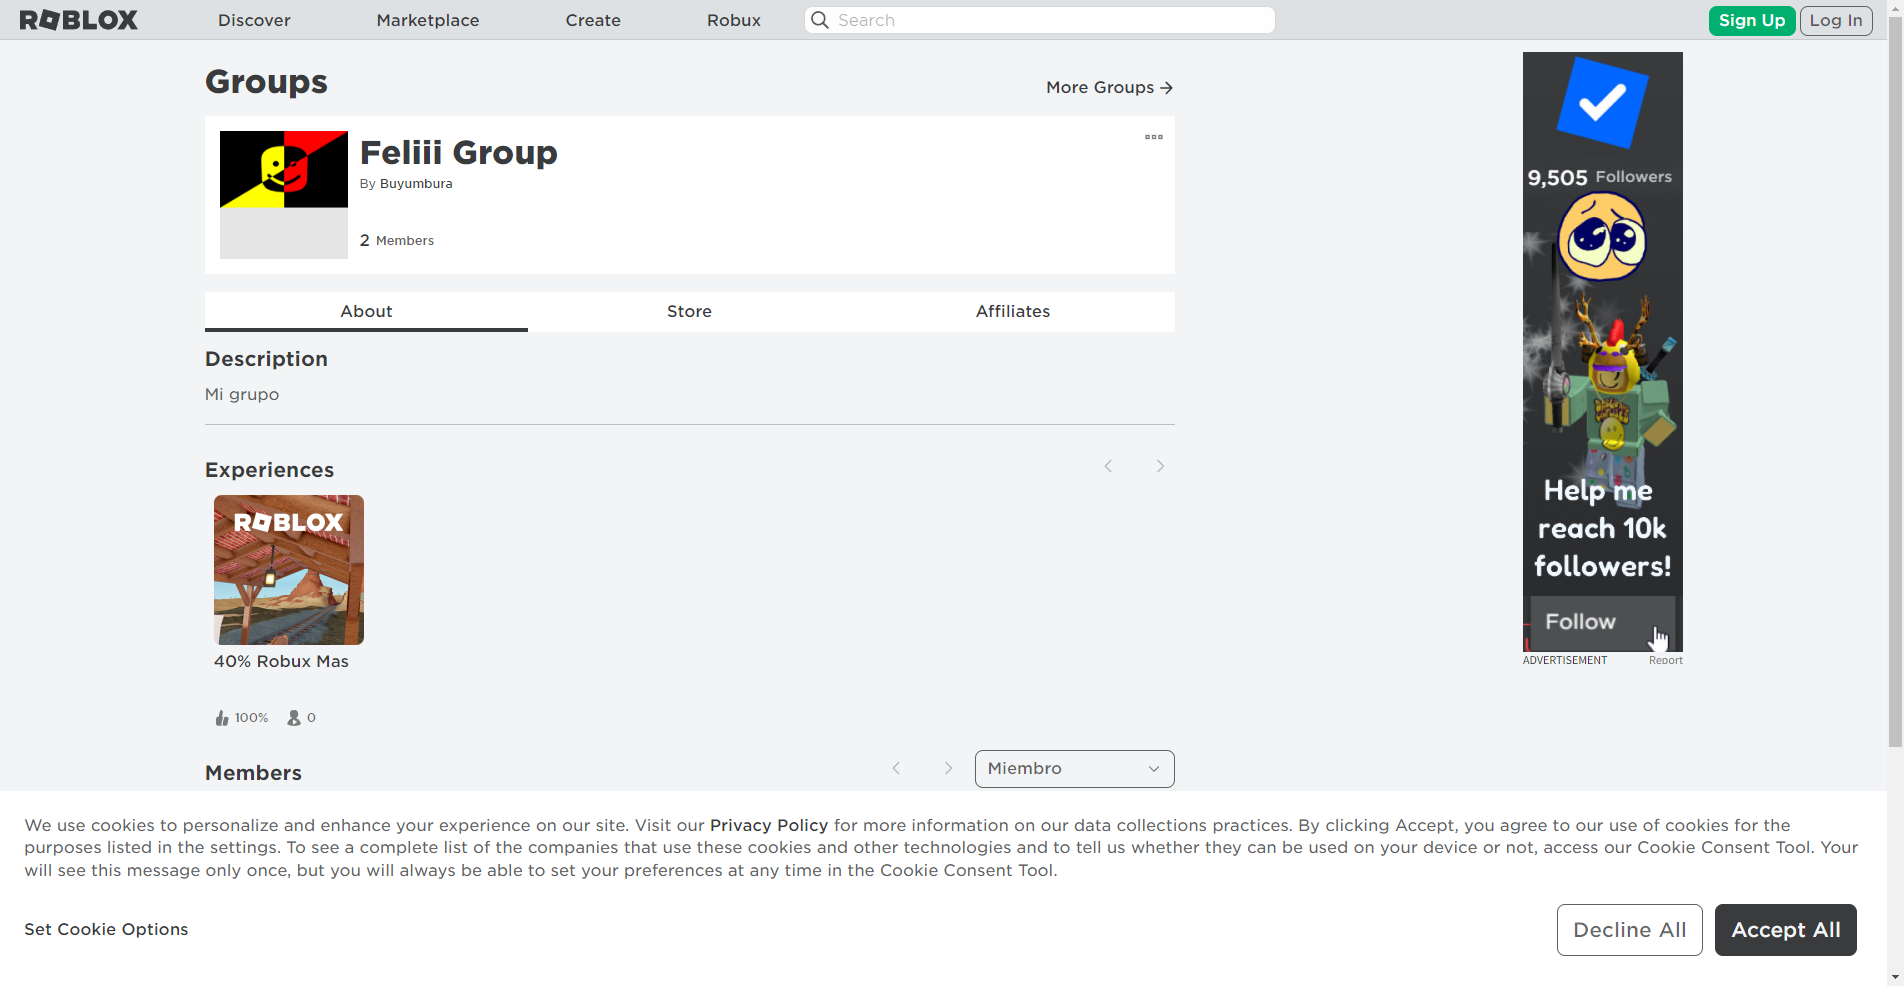 ROBLOX
Discover
Marketplace
Create
Robux
Search
Sign Up
Log In
Groups
More Groups
Feliii Group
By Buyumbura
2 Members
About
Store
Affiliates
Description
Mi grupo
Experiences
ROBLOX
40% Robux Mas
100%
0
Members
Miembro
9,505 Followers
Help me
reach 10k
followers!
Follow
ADVERTISEMENT
Report
We use cookies to personalize and enhance your experience on our site. Visit our Privacy Policy for more information on our data collections practices. By clicking Accept, you agree to our use of cookies for the
purposes listed in the settings. To see a complete list of the companies that use these cookies and other technologies and to tell us whether they can be used on your device or not, access our Cookie Consent Tool. Your
will see this message only once, but you will always be able to set your preferences at any time in the Cookie Consent Tool.
Set Cookie Options
Decline All
Accept All